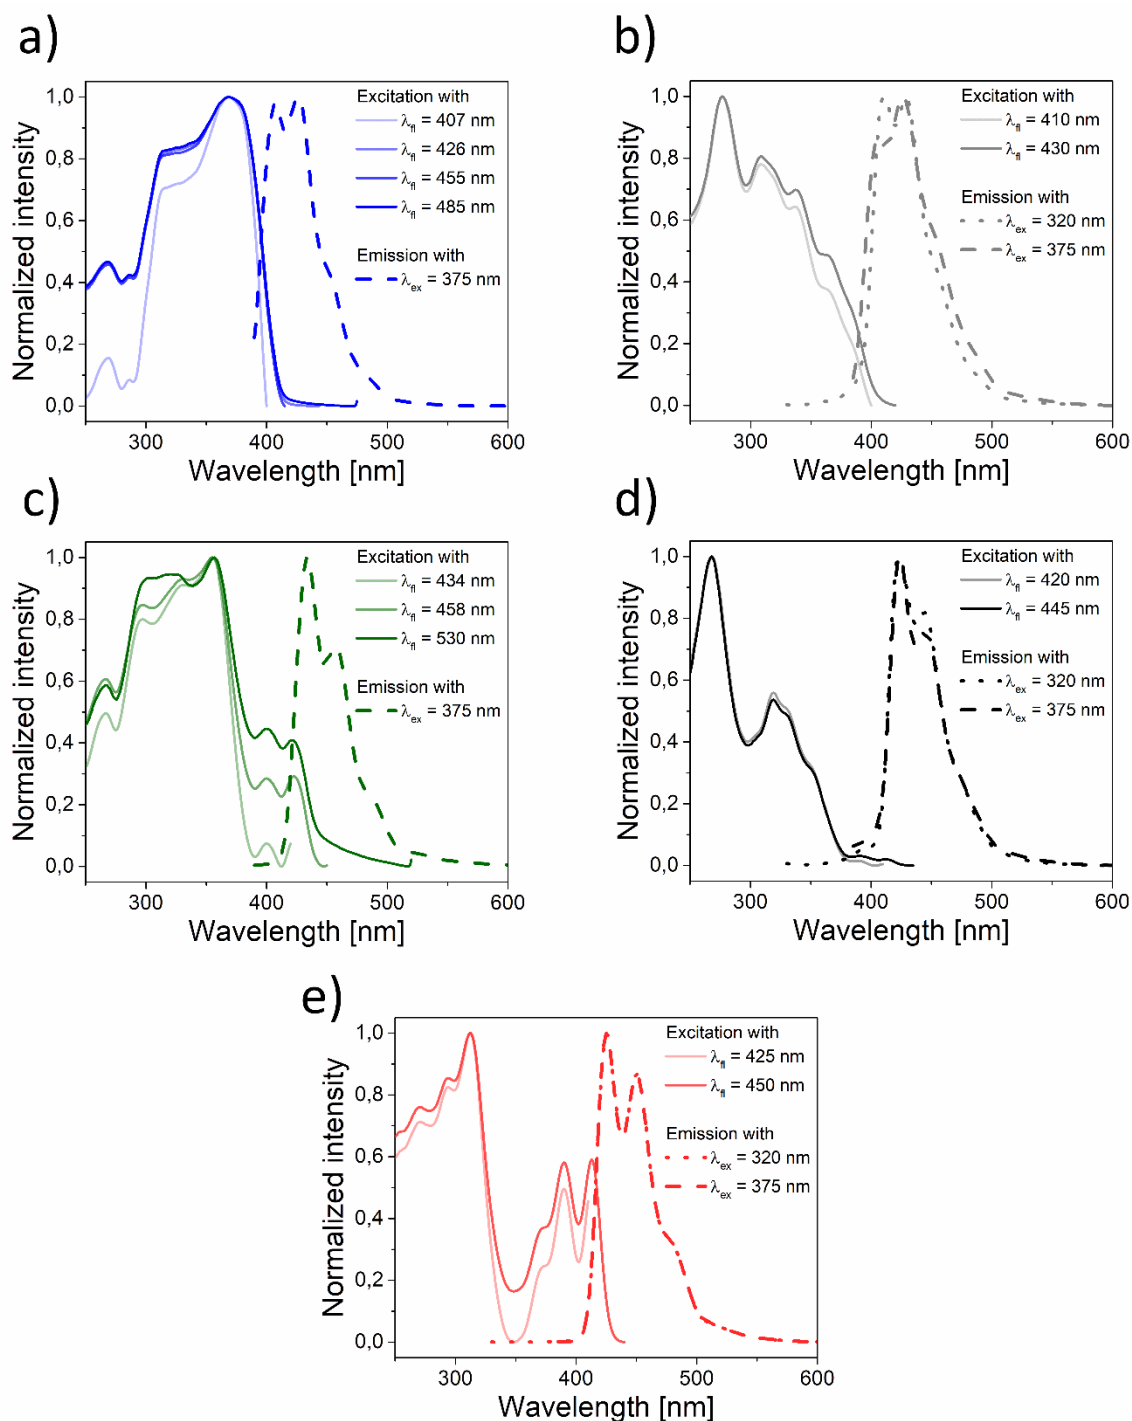 a)
Normalized intensity
1,0
0,8
0,6
0,4
0,2
0,0
300
400
500
600
Wavelength [nm]
Excitation with
λfl = 407 nm
λfl = 426 nm
λfl = 455 nm
λfl = 485 nm
Emission with
λex = 375 nm
b)
Normalized intensity
1,0
0,8
0,6
0,4
0,2
0,0
300
400
500
600
Wavelength [nm]
Excitation with
λfl = 410 nm
λfl = 430 nm
Emission with
λex = 320 nm
λex = 375 nm
c)
Normalized intensity
1,0
0,8
0,6
0,4
0,2
0,0
300
400
500
600
Wavelength [nm]
Excitation with
λfl = 434 nm
λfl = 458 nm
λfl = 530 nm
Emission with
λex = 375 nm
d)
Normalized intensity
1,0
0,8
0,6
0,4
0,2
0,0
300
400
500
600
Wavelength [nm]
Excitation with
λfl = 420 nm
λfl = 445 nm
Emission with
λex = 320 nm
λex = 375 nm
e)
Normalized intensity
1,0
0,8
0,6
0,4
0,2
0,0
300
400
500
600
Wavelength [nm]
Excitation with
λfl = 425 nm
λfl = 450 nm
Emission with
λex = 320 nm
λex = 375 nm